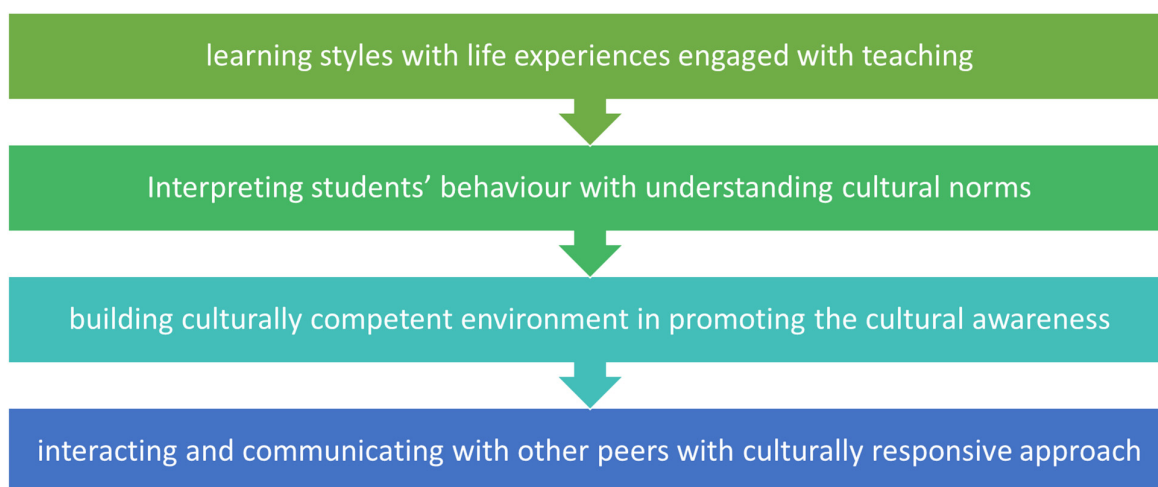 learning styles with life experiences engaged with teaching
Interpreting students’ behaviour with understanding cultural norms
building culturally competent environment in promoting the cultural awareness
interacting and communicating with other peers with culturally responsive approach